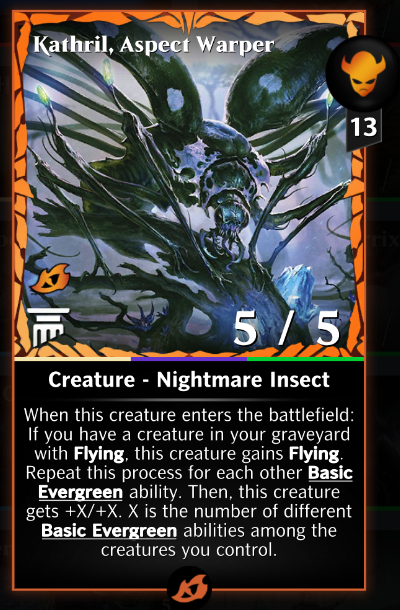 Kathril, Aspect Warper
13
5 / 5
Creature - Nightmare Insect
When this creature enters the battlefield:
If you have a creature in your graveyard
with Flying, this creature gains Flying.
Repeat this process for each other Basic
Evergreen ability. Then, this creature
gets +X/+X. X is the number of different
Basic Evergreen abilities among the
creatures you control.